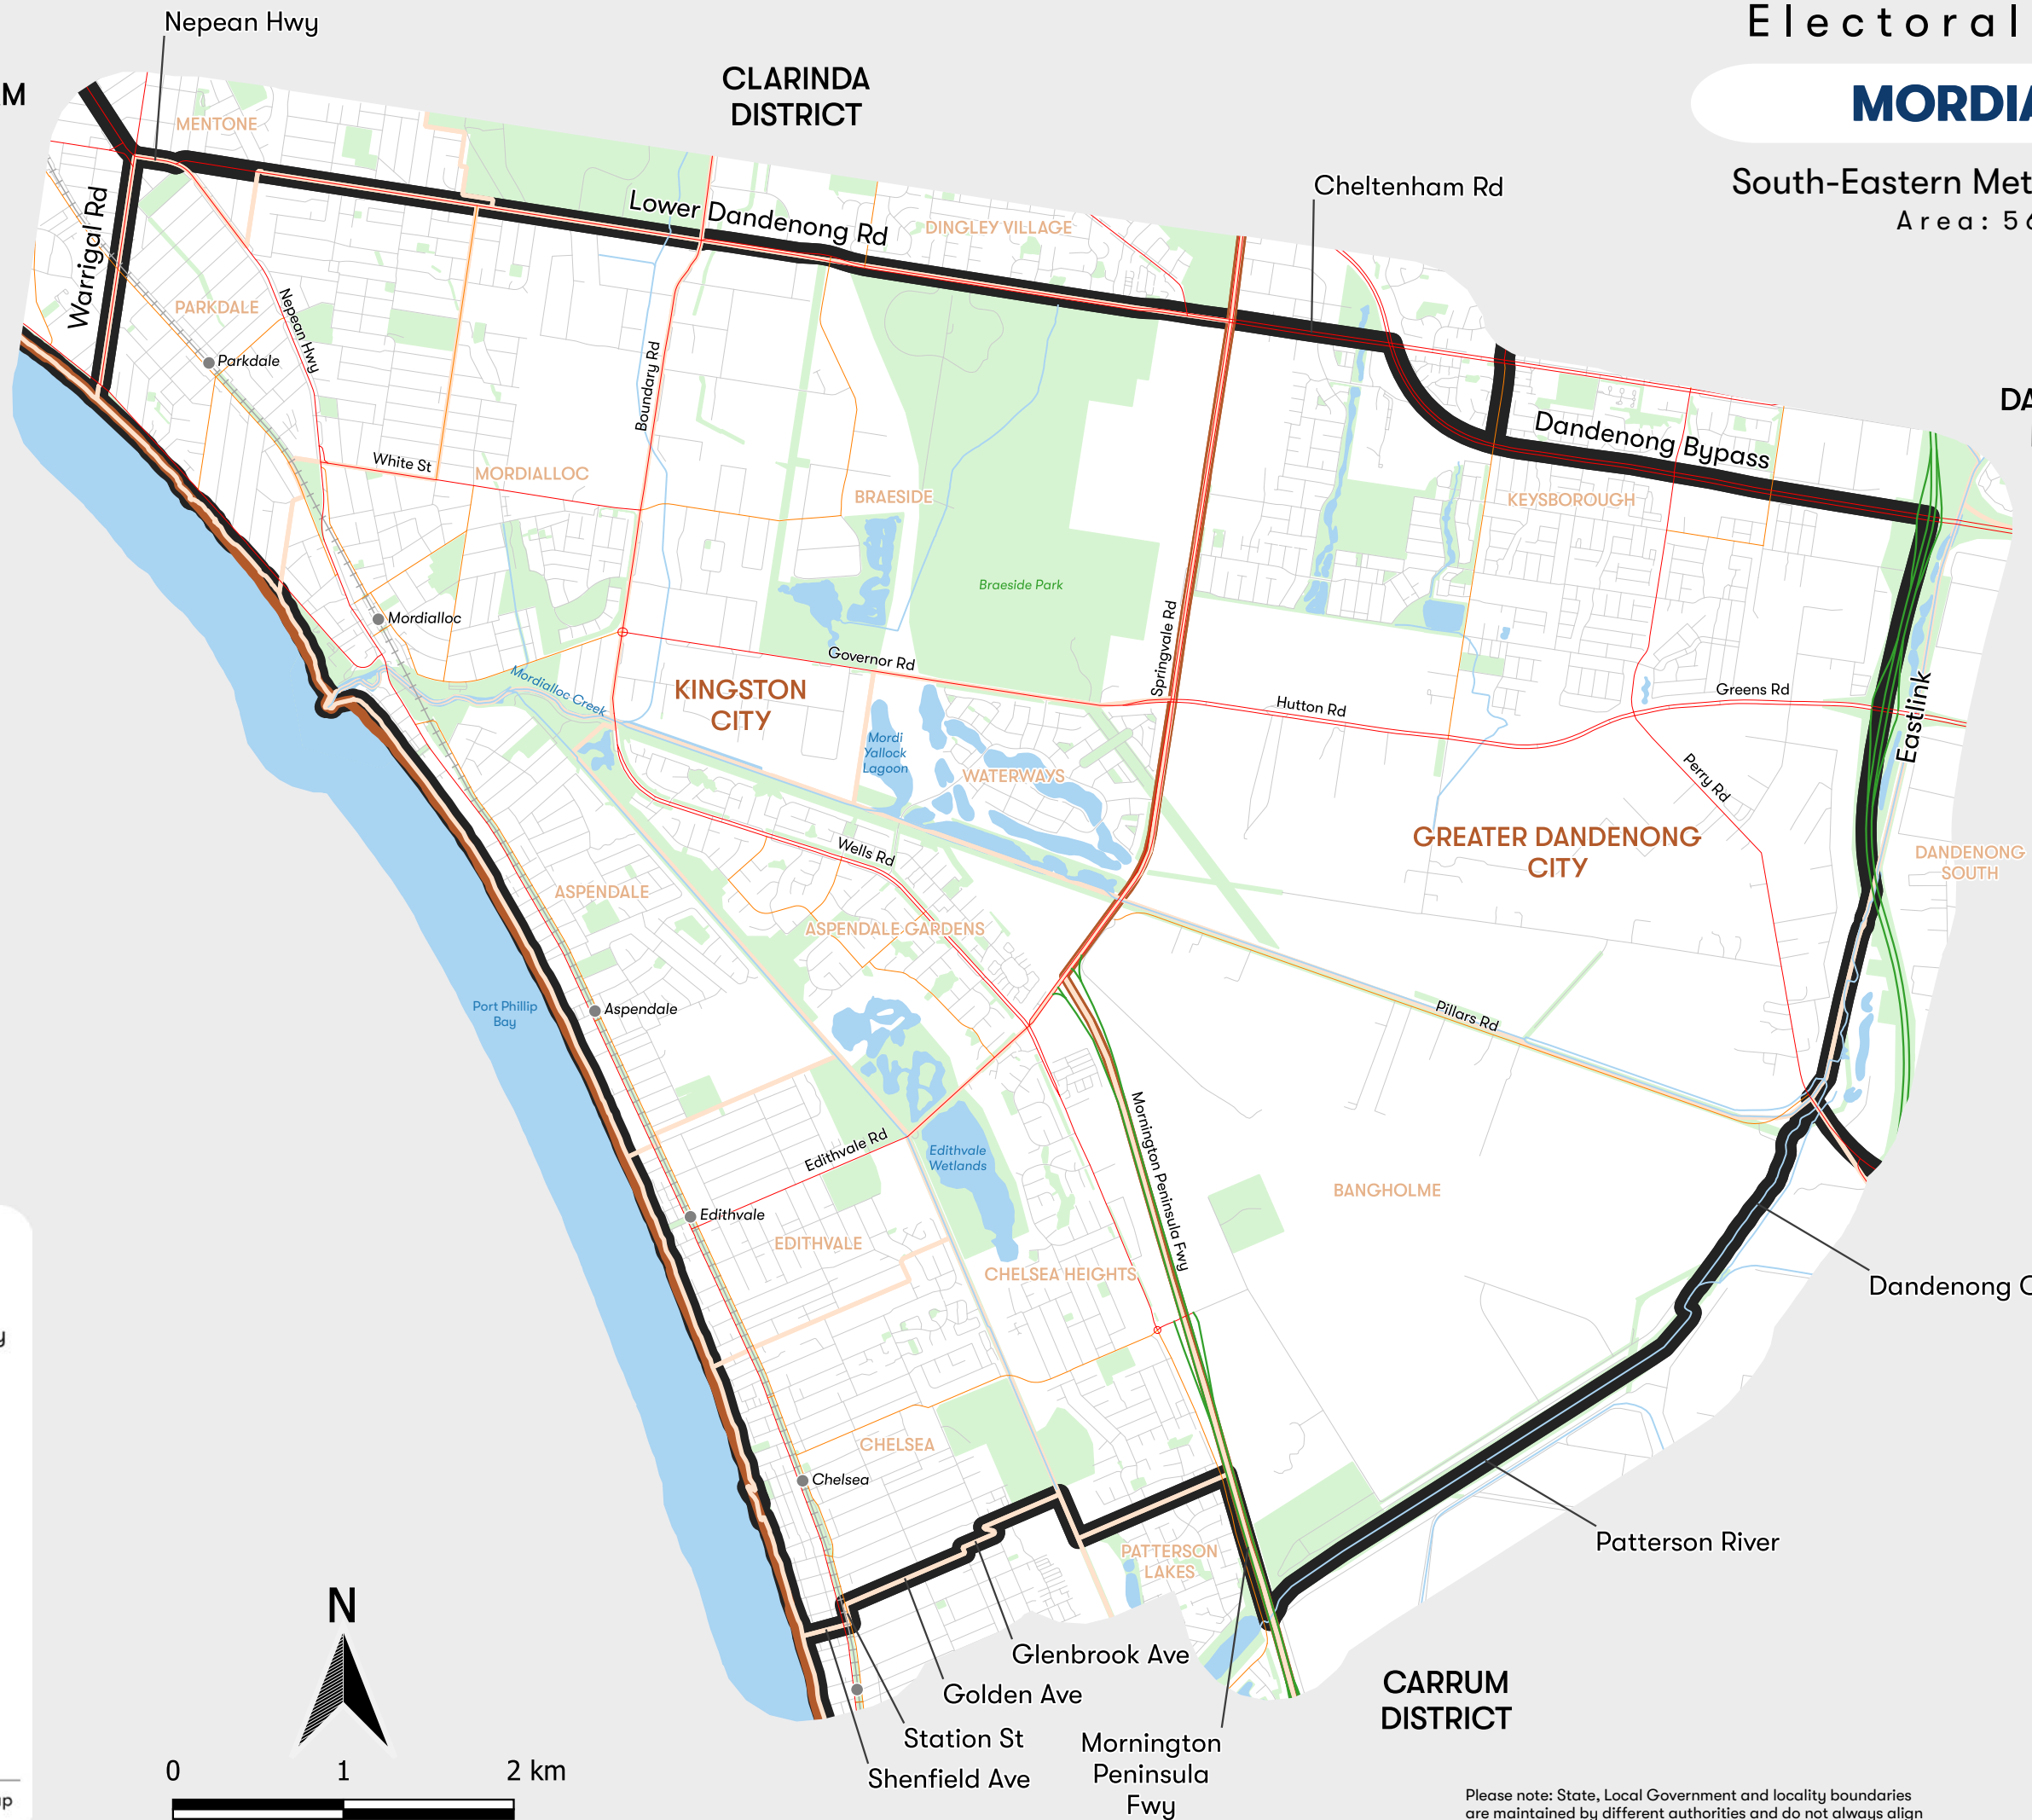 Electoral
Nepean Hwy
CLARINDA
DISTRICT
MORDIA
South-Eastern Met
Area: 56
MENTONE
Cheltenham Rd
Lower Dandenong Rd
DINGLEY VILLAGE
Warrigal Rd
PARKDALE
Nepean Hwy
Parkdale
Boundary Rd
DA
Dandenong Bypass
White St
MORDIALLOC
BRAESIDE
KEYSBOROUGH
Braeside Park
Mordialloc
Springvale Rd
Governor Rd
Mordialloc Creek
KINGSTON
CITY
Hutton Rd
Greens Rd
Eastlink
Mordi
Yallock
Lagoon
WATERWAYS
Perry Rd
Wells Rd
GREATER DANDENONG
CITY
DANDENONG
SOUTH
ASPENDALE
ASPENDALE GARDENS
Port Phillip
Bay
Aspendale
Pillars Rd
Mornington Peninsula Fwy
Edithvale Rd
Edithvale
Wetlands
BANGHOLME
Edithvale
EDITHVALE
CHELSEA HEIGHTS
Dandenong C
CHELSEA
Chelsea
PATTERSON
LAKES
Patterson River
N
Glenbrook Ave
Golden Ave
CARRUM
DISTRICT
Station St
Mornington
Peninsula
Fwy
Shenfield Ave
0 1 2 km
Please note: State, Local Government and locality boundaries
are maintained by different authorities and do not always align